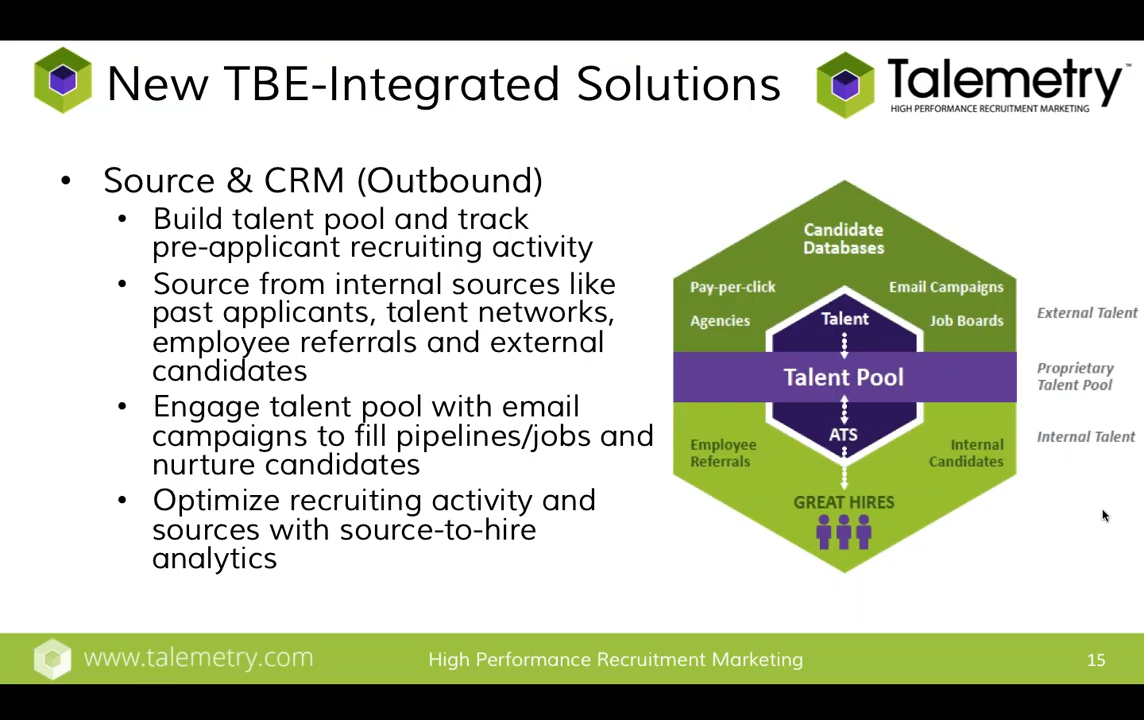 New TBE-Integrated Solutions
Talemetry™
HIGH PERFORMANCE RECRUITMENT MARKETING
• Source & CRM (Outbound)
• Build talent pool and track
pre-applicant recruiting activity
• Source from internal sources like
past applicants, talent networks,
employee referrals and external
candidates
• Engage talent pool with email
campaigns to fill pipelines/jobs and
nurture candidates
• Optimize recruiting activity and
sources with source-to-hire
analytics
Candidate
Databases
Pay-per-click
Email Campaigns
Agencies
Talent
Job Boards
External Talent
Talent Pool
Proprietary
Talent Pool
ATS
Employee
Referrals
Internal
Candidates
Internal Talent
GREAT HIRES
www.talemetry.com
High Performance Recruitment Marketing
15